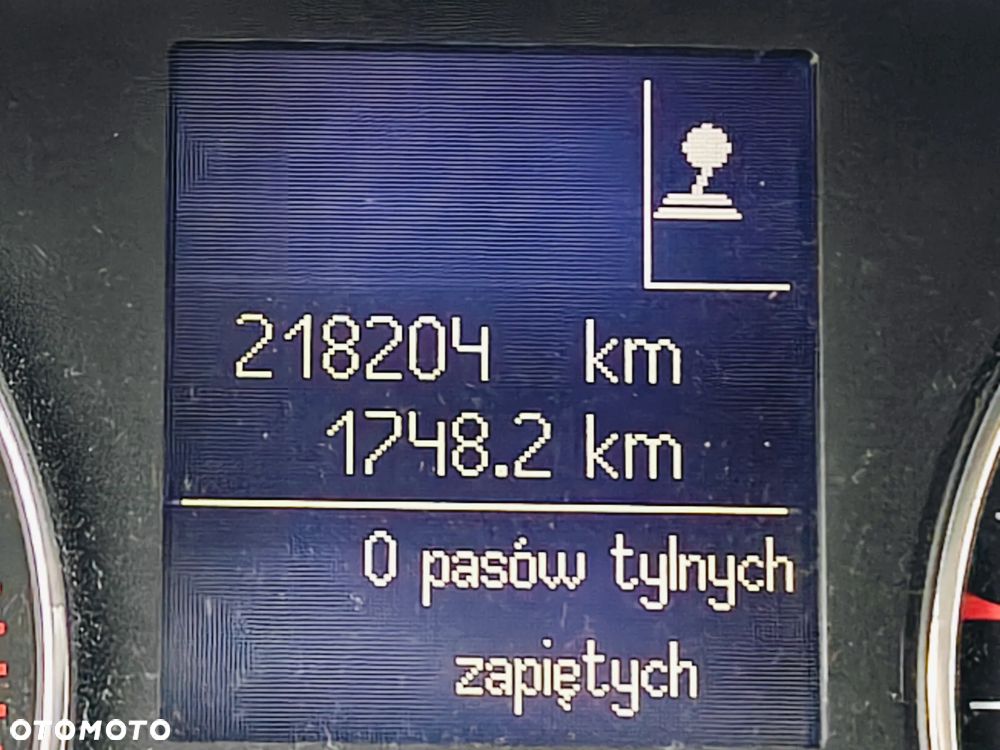 218204 km
1748.2 km
0 pasów tylnych
zapiętych
OTOMOTO